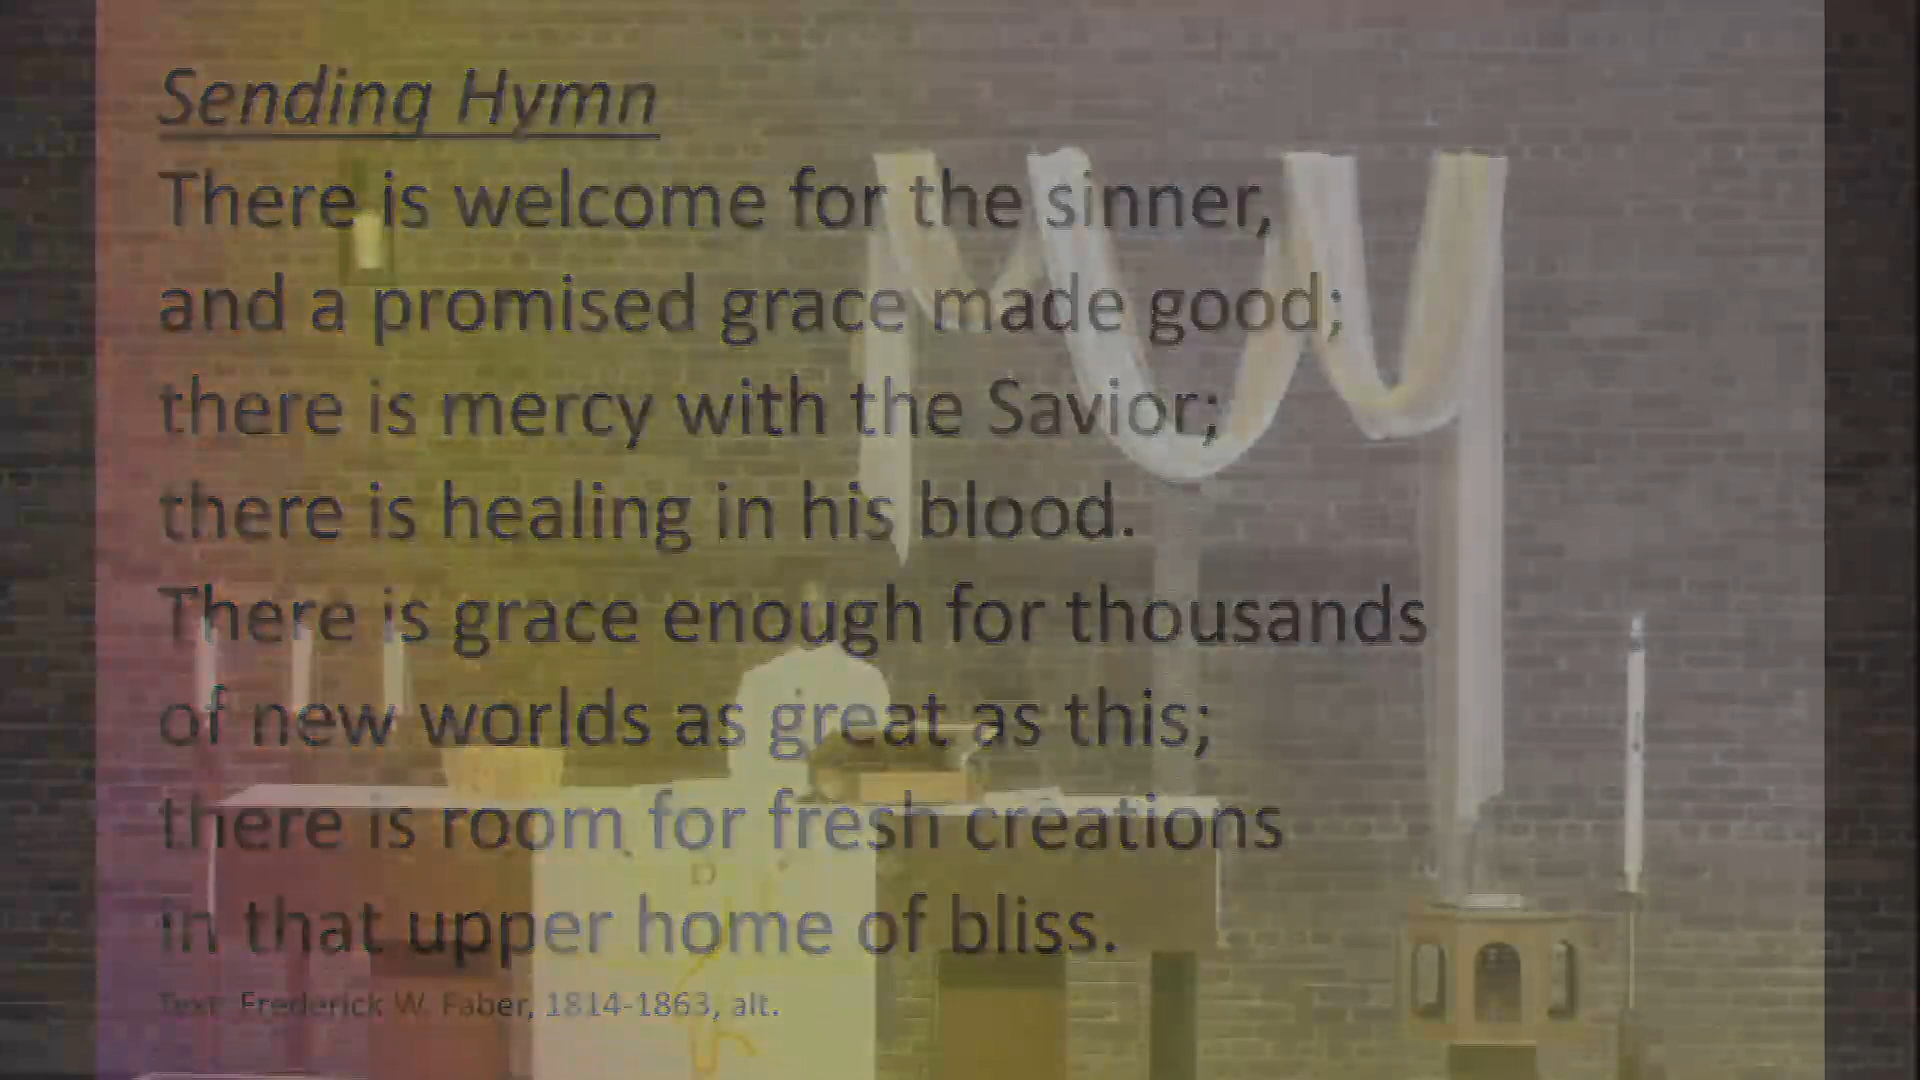 Sending Hymn
There is welcome for the sinner,
and a promised grace made good;
there is mercy with the Savior;
there is healing in his blood.
There is grace enough for thousands
of new worlds as great as this;
there is room for fresh creations
in that upper home of bliss.
Text: Frederick W. Faber, 1814-1863, alt.